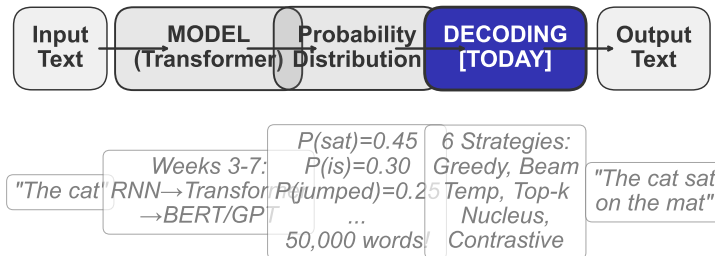 Input
Text
MODEL
(Transformer)
Probability
Distribution
DECODING
[TODAY]
Output
Text
"The cat"
Weeks 3-7:
RNN→Transformer
→BERT/GPT
P(sat)=0.45
P(is)=0.30
P(jumped)=0.25
...
50,000 words!
6 Strategies:
Greedy, Beam
Temp, Top-k
Nucleus,
Contrastive
"The cat sat
on the mat"